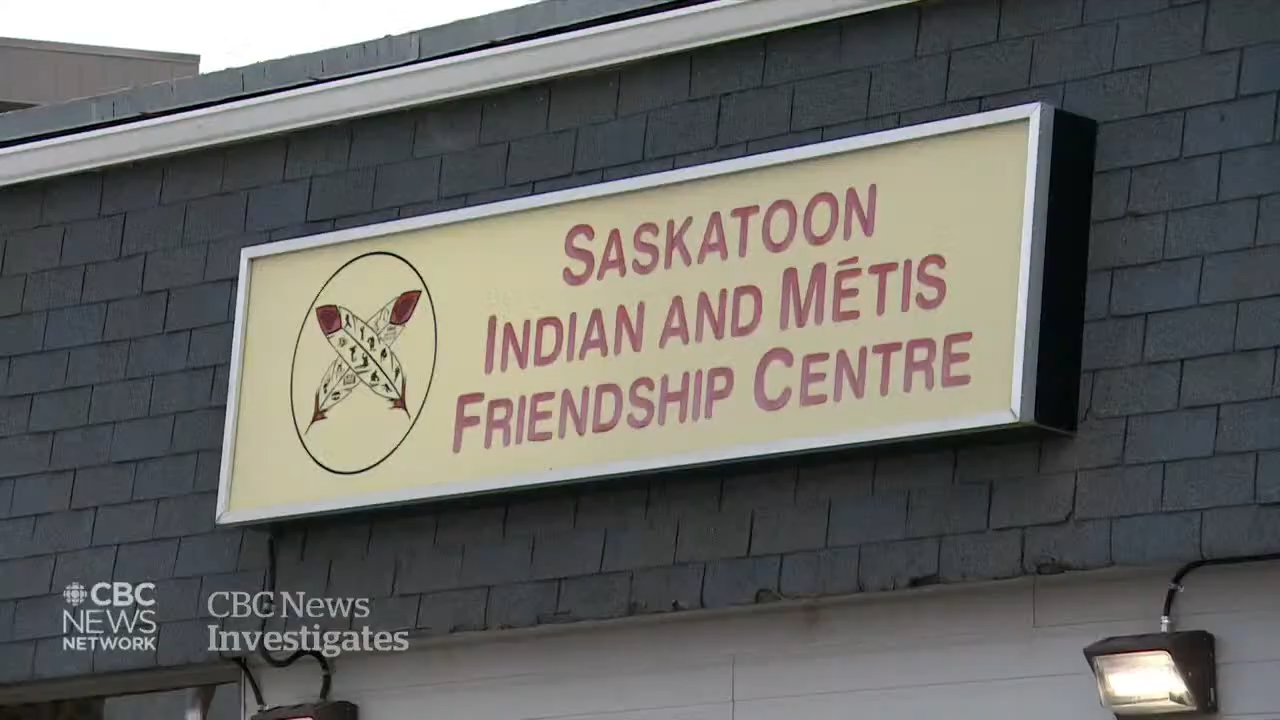 SASKATOON
INDIAN AND MÉTIS
FRIENDSHIP CENTRE
CBC
NEWS
NETWORK
CBC News
Investigates